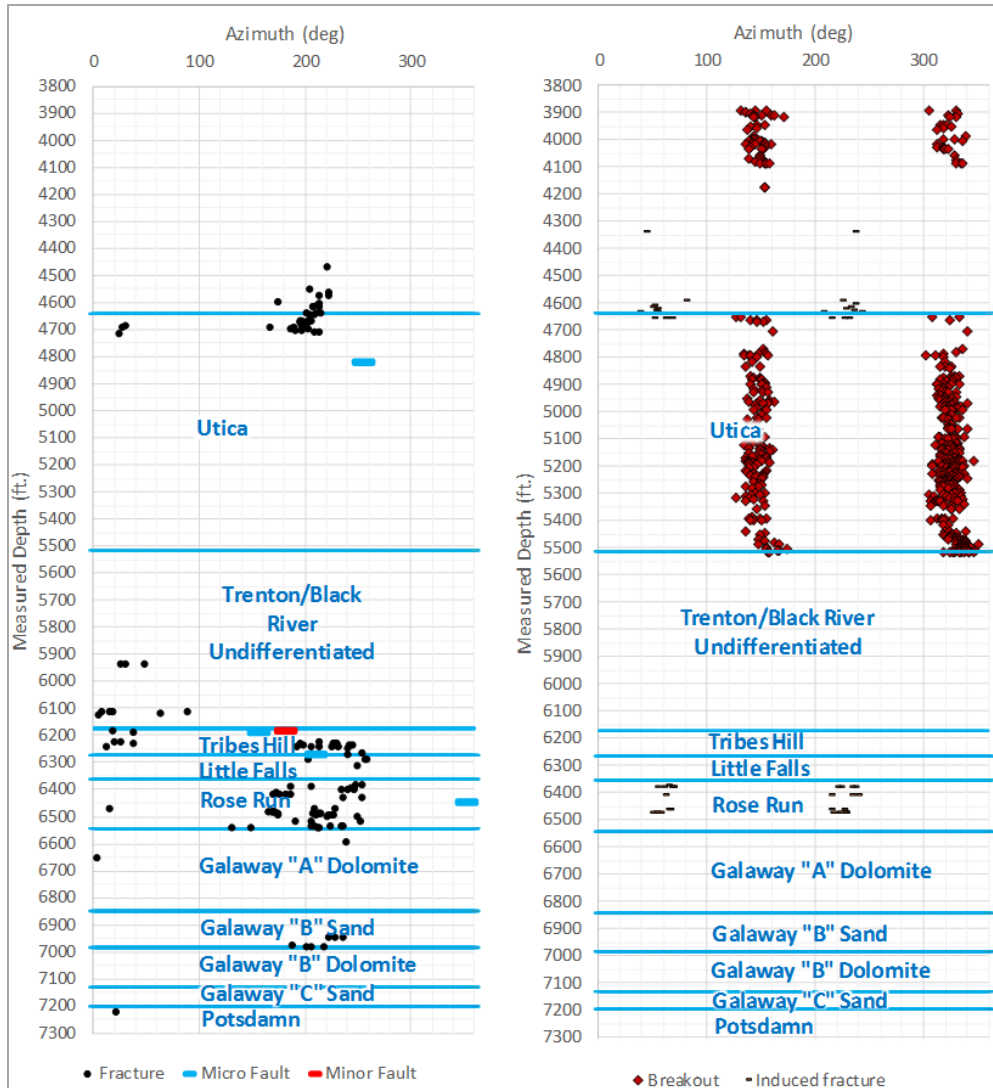 Azimuth (deg)
0 100 200 300
3800
3900
4000
4100
4200
4300
4400
4500
4600
4700
4800
4900
5000
5100
5200
5300
5400
5500
5600
5700
5800
5900
6000
6100
6200
6300
6400
6500
6600
6700
6800
6900
7000
7100
7200
7300
Measured Depth (ft.)
Utica
Trenton/Black
River
Undifferentiated
Tribes Hill
Little Falls
Rose Run
Galaway "A" Dolomite
Galaway "B" Sand
Galaway "B" Dolomite
Galaway "C" Sand
Potsdamn
Fracture Micro Fault Minor Fault
Azimuth (deg)
0 100 200 300
3800
3900
4000
4100
4200
4300
4400
4500
4600
4700
4800
4900
5000
5100
5200
5300
5400
5500
5600
5700
5800
5900
6000
6100
6200
6300
6400
6500
6600
6700
6800
6900
7000
7100
7200
7300
Measured Depth (ft.)
Utica
Trenton/Black River
Undifferentiated
Tribes Hill
Little Falls
Rose Run
Galaway "A" Dolomite
Galaway "B" Sand
Galaway "B" Dolomite
Galaway "C" Sand
Potsdamn
Breakout Induced fracture